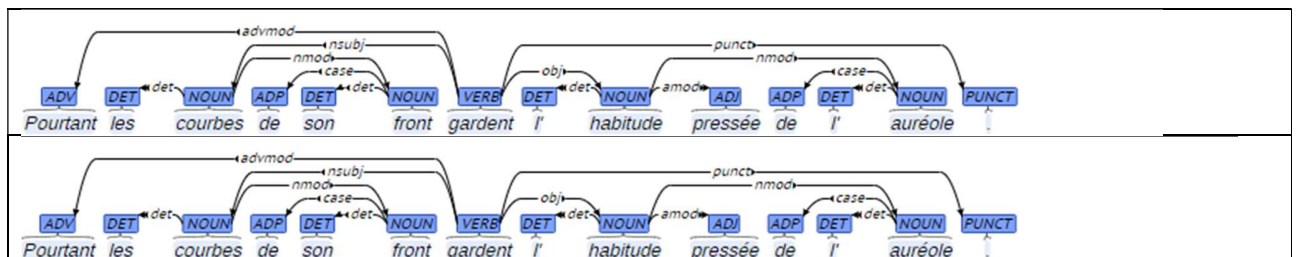 advmod
nsubj punct
nmod nmod
case obj case
det det det amod det
ADV DET NOUN ADP DET NOUN VERB DET NOUN ADJ ADP DET NOUN PUNCT
Pourtant les courbes de son front gardent l' habitude pressée de l' auréole .
advmod
nsubj punct
nmod nmod
case obj case
det det det amod det
ADV DET NOUN ADP DET NOUN VERB DET NOUN ADJ ADP DET NOUN PUNCT
Pourtant les courbes de son front gardent l' habitude pressée de l' auréole .